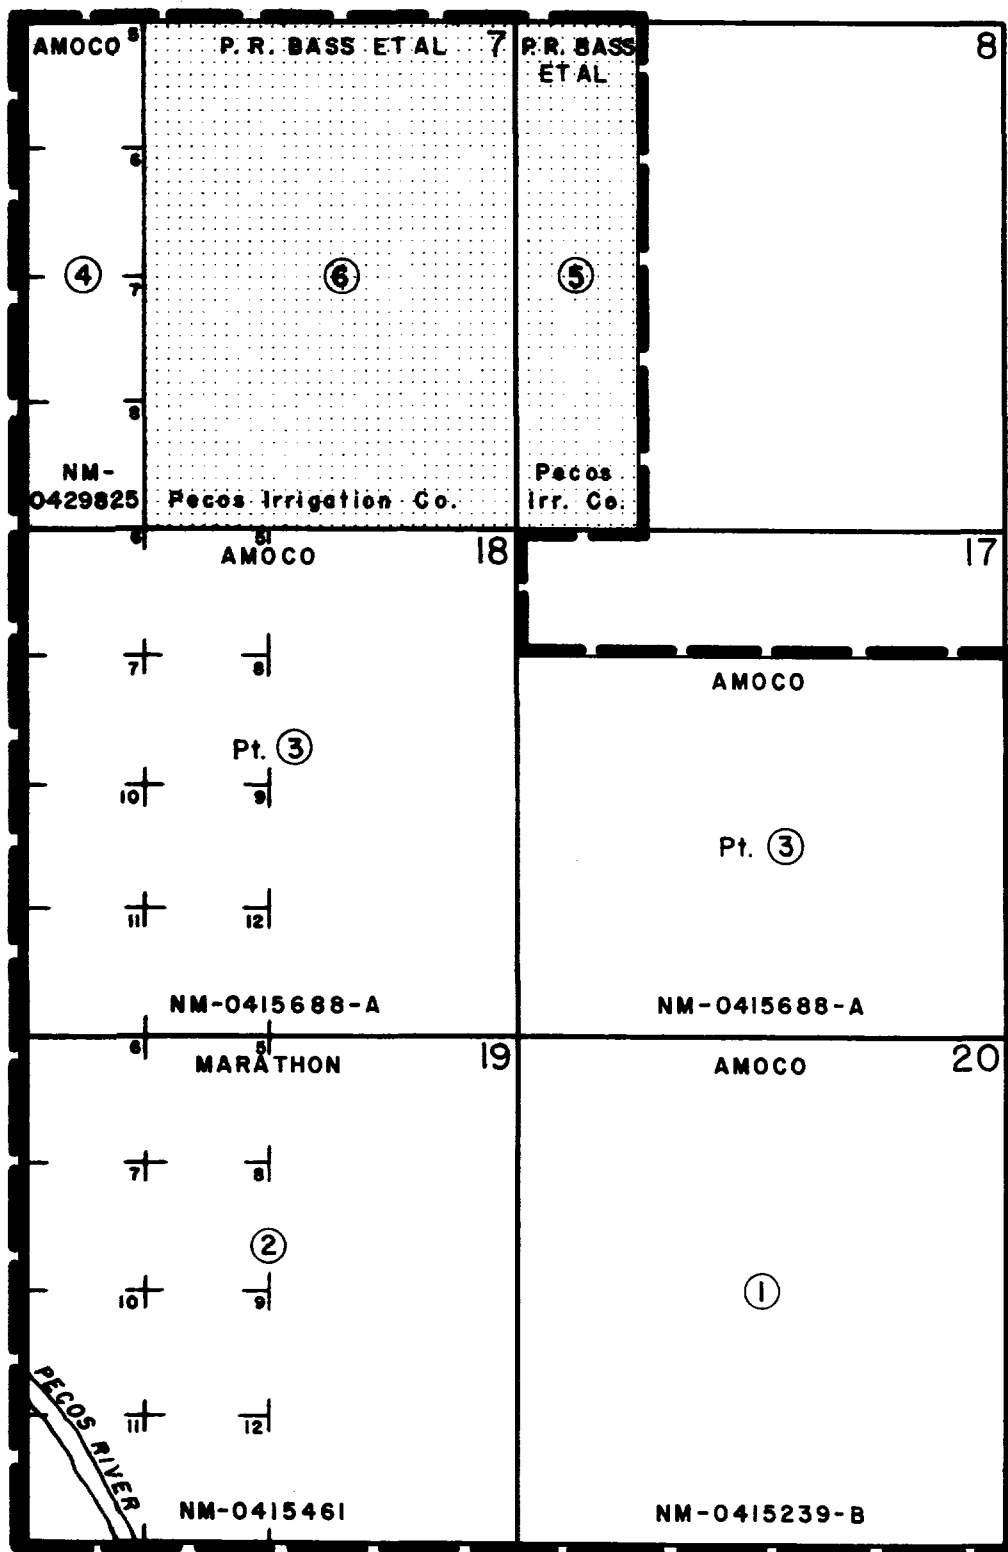 AMOCO 5
P. R. BASS ET AL 7
P.R. BASS
ET AL
8
6
4
6
5
7
8
NM-
0429825
Pecos Irrigation Co.
Pecos
Irr. Co.
6 5
AMOCO
18
17
7 8
AMOCO
Pt. 3
10 9
Pt. 3
11 12
NM-0415688-A
NM-0415688-A
6 5
MARATHON
19
AMOCO
20
7 8
2
10 9
1
PECOS RIVER
11 12
NM-0415461
NM-0415239-B